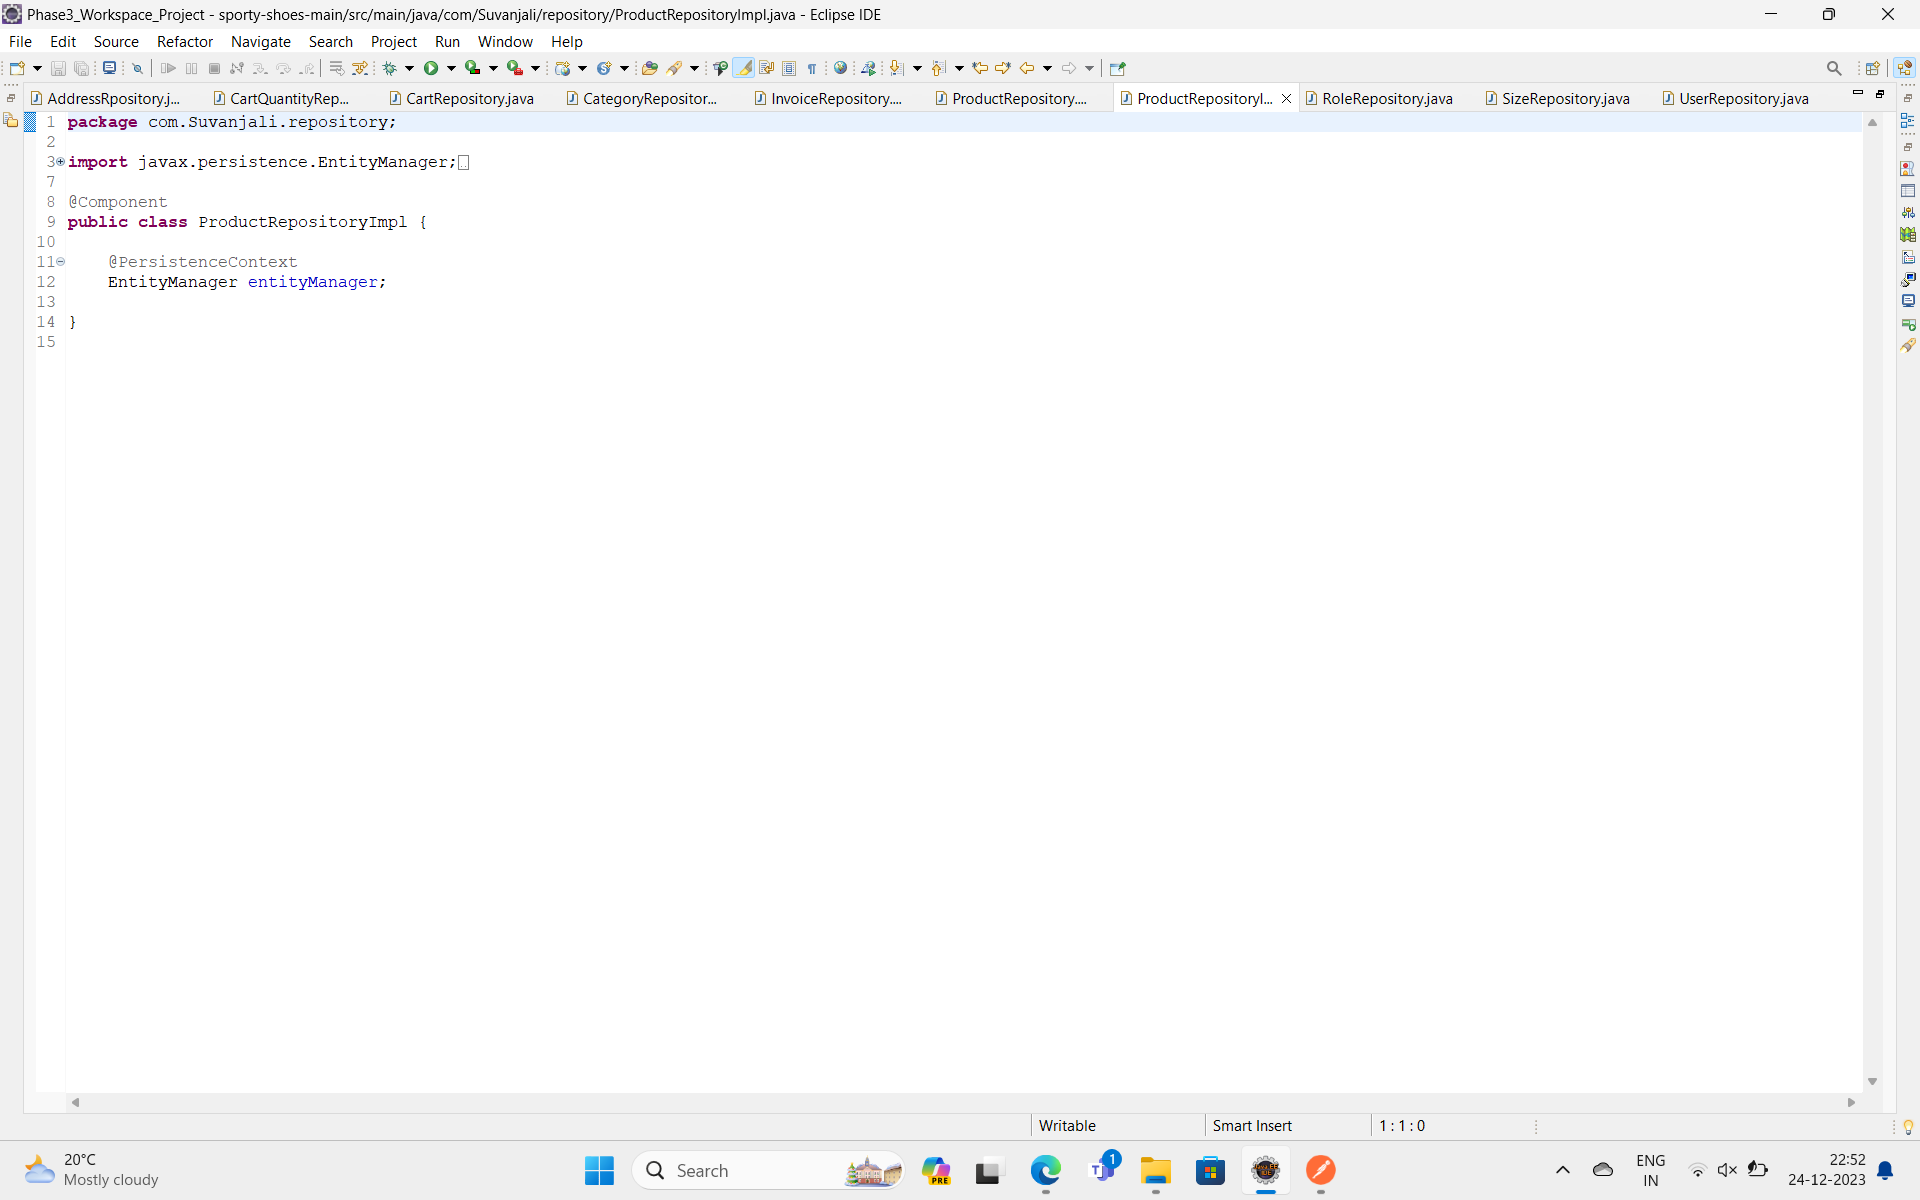 Phase3_Workspace_Project - sporty-shoes-main/src/main/java/com/Suvanjali/repository/ProductRepositoryImpl.java - Eclipse IDE
File Edit Source Refactor Navigate Search Project Run Window Help
AddressRpository.j... CartQuantityRep... CartRepository.java CategoryRepositor... InvoiceRepository.... ProductRepository.... ProductRepositoryI... RoleRepository.java SizeRepository.java UserRepository.java
1 package com.Suvanjali.repository;
2
3 import javax.persistence.EntityManager;
7
8 @Component
9 public class ProductRepositoryImpl {
10
11 @PersistenceContext
12 EntityManager entityManager;
13
14 }
15
Writable Smart Insert 1 : 1 : 0
20°C
Mostly cloudy
Search
PRE
1
ENG
IN
22:52
24-12-2023